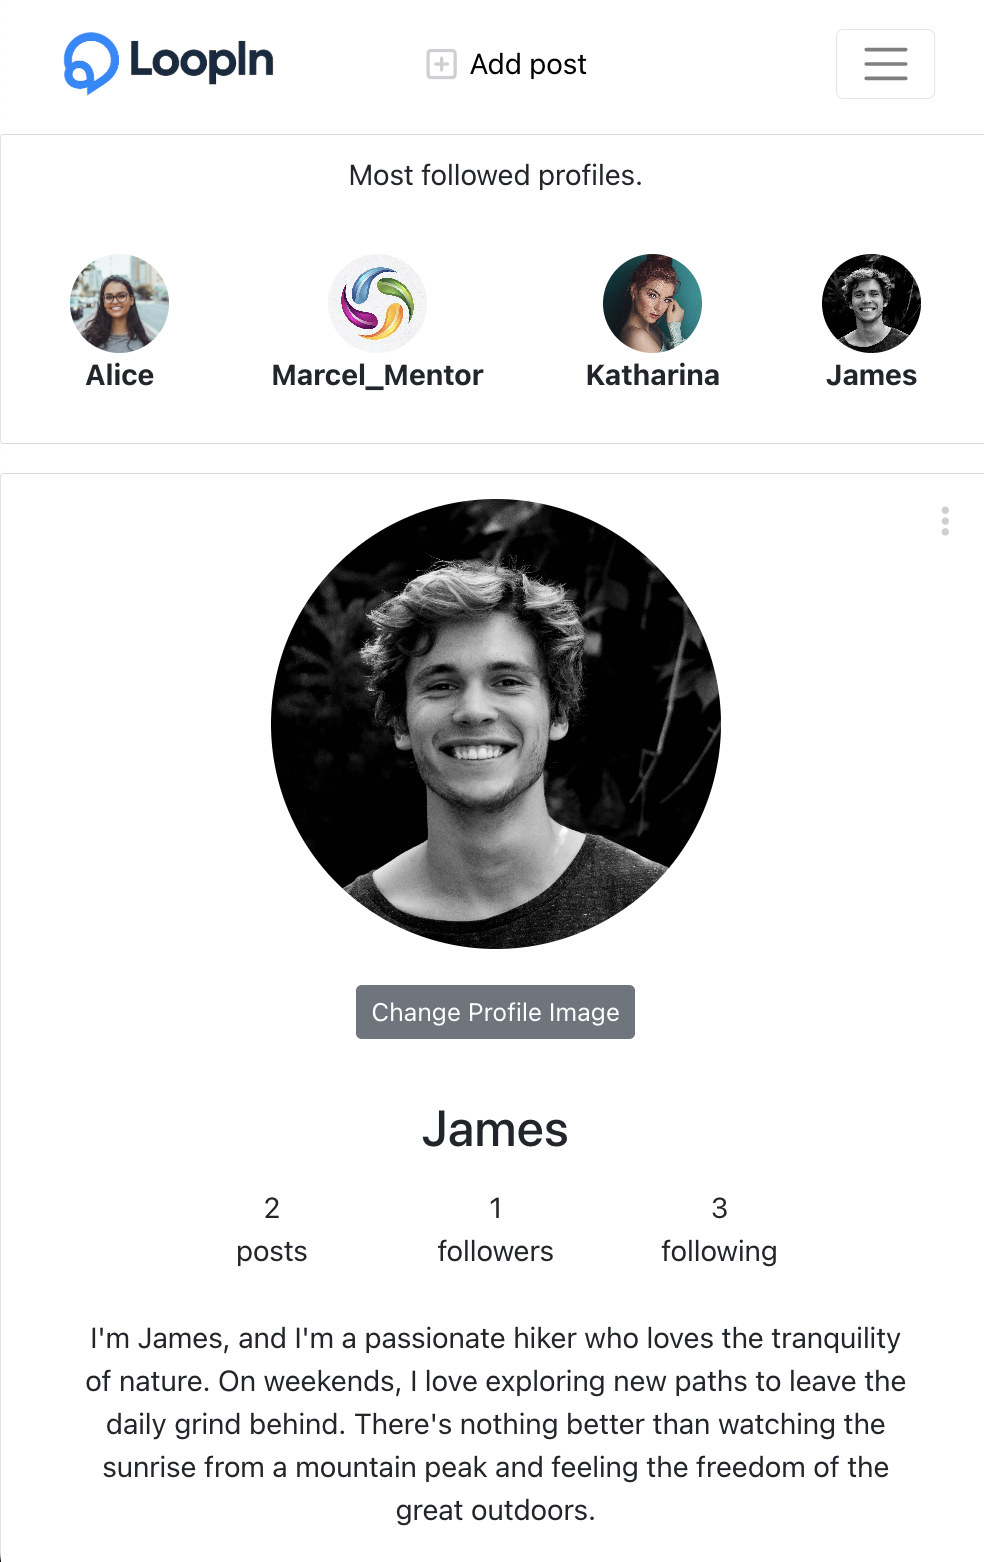 LoopIn
Add post
Most followed profiles.
Alice
Marcel_Mentor
Katharina
James
Change Profile Image
James
2
1
3
posts
followers
following
I'm James, and I'm a passionate hiker who loves the tranquility
of nature. On weekends, I love exploring new paths to leave the
daily grind behind. There's nothing better than watching the
sunrise from a mountain peak and feeling the freedom of the
great outdoors.